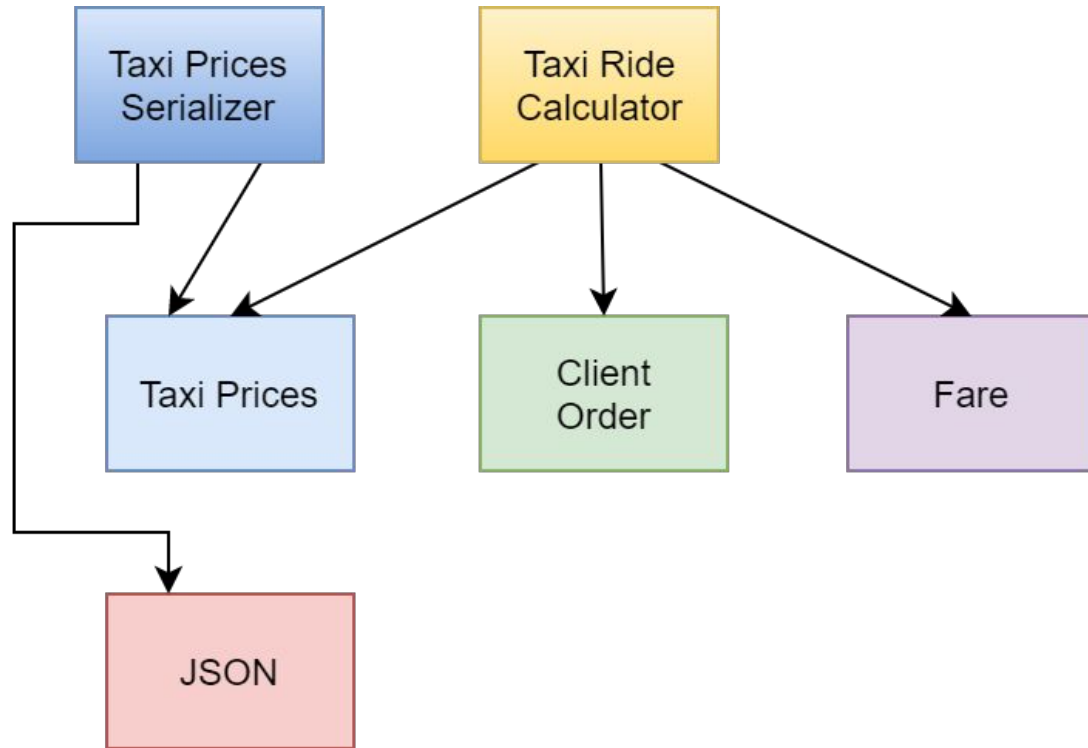 Taxi Prices
Serializer
Taxi Ride
Calculator
Taxi Prices
Client
Order
Fare
JSON